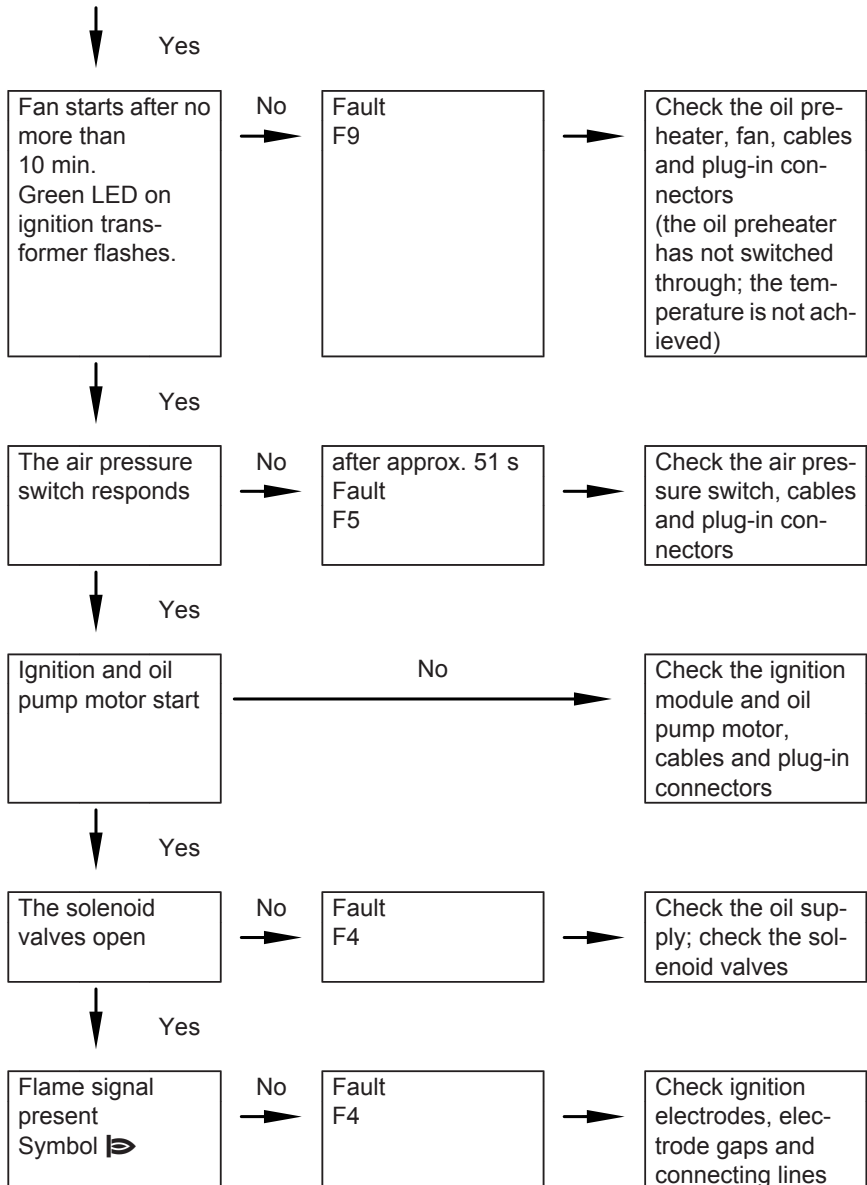 Yes
Fan starts after no
more than
10 min.
Green LED on
ignition trans-
former flashes.
No
Fault
F9
Check the oil pre-
heater, fan, cables
and plug-in con-
nectors
(the oil preheater
has not switched
through; the tem-
perature is not ach-
ieved)
Yes
The air pressure
switch responds
No
after approx. 51 s
Fault
F5
Check the air pres-
sure switch, cables
and plug-in con-
nectors
Yes
Ignition and oil
pump motor start
No
Check the ignition
module and oil
pump motor,
cables and plug-in
connectors
Yes
The solenoid
valves open
No
Fault
F4
Check the oil sup-
ply; check the sol-
enoid valves
Yes
Flame signal
present
Symbol
No
Fault
F4
Check ignition
electrodes, elec-
trode gaps and
connecting lines